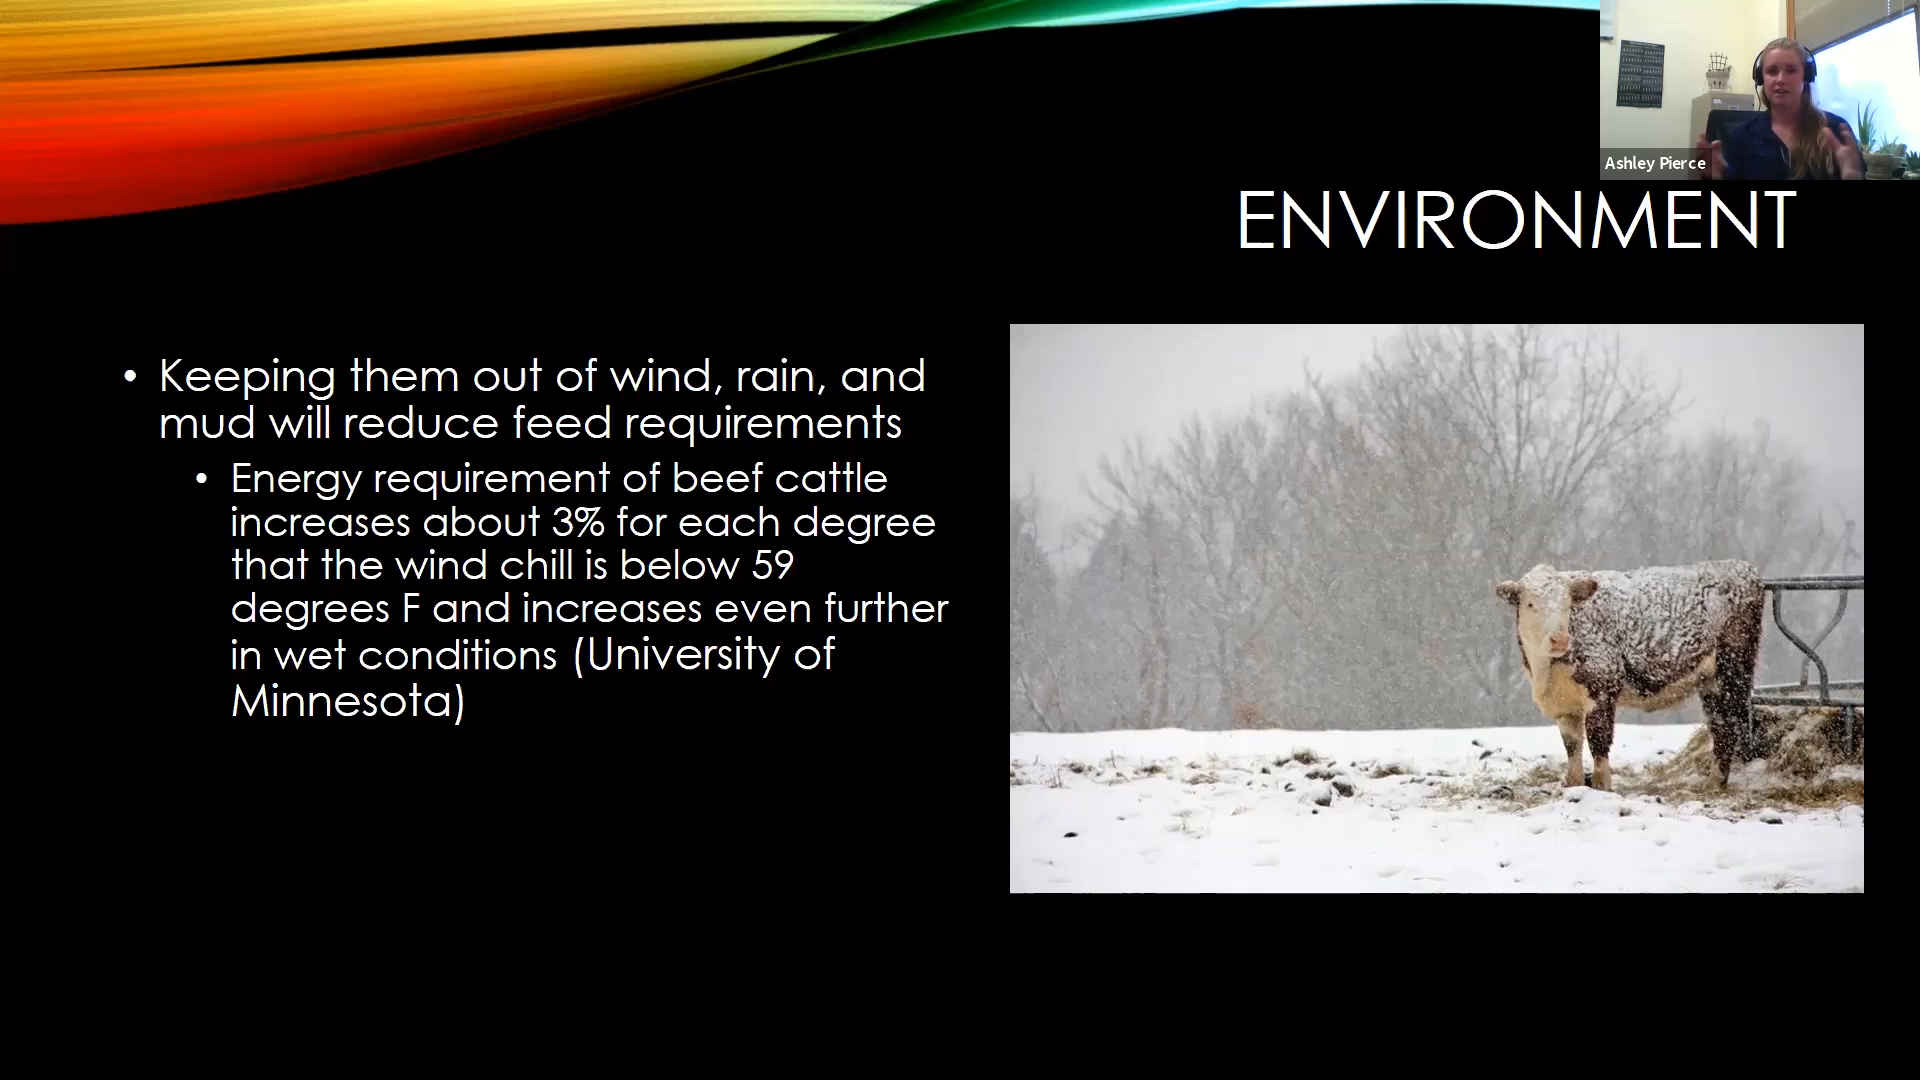 Ashley Pierce
ENVIRONMENT
• Keeping them out of wind, rain, and
mud will reduce feed requirements
• Energy requirement of beef cattle
increases about 3% for each degree
that the wind chill is below 59
degrees F and increases even further
in wet conditions (University of
Minnesota)